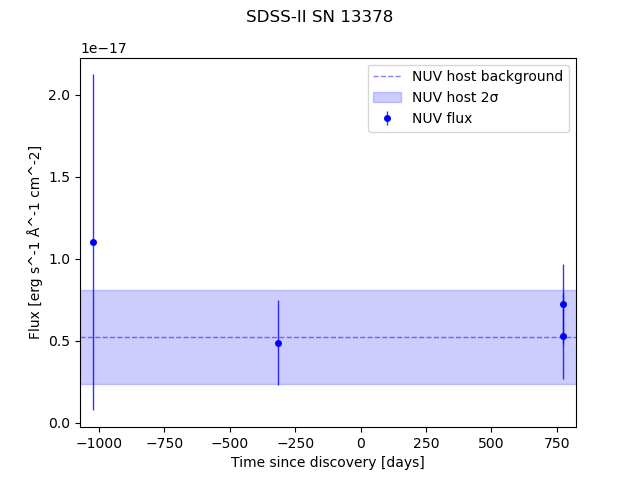 SDSS-II SN 13378
1e−17
NUV host background
NUV host 2σ
NUV flux
2.0
1.5
1.0
0.5
0.0
Flux [erg s^-1 Å^-1 cm^-2]
−1000
−750
−500
−250
0
250
500
750
Time since discovery [days]